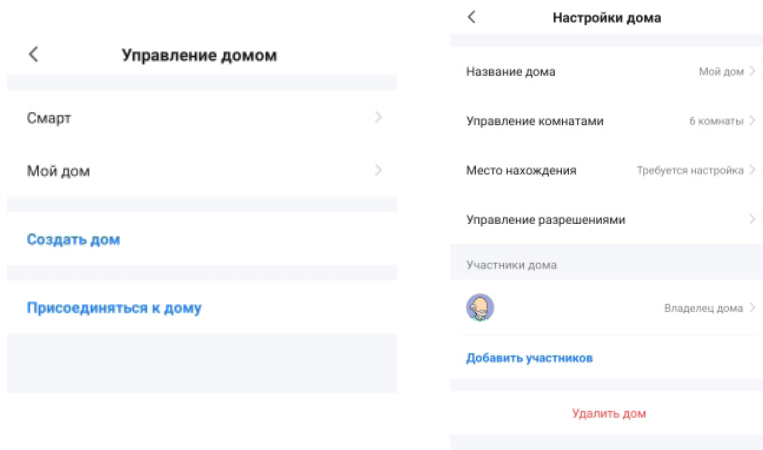 Управление домом
Смарт
Мой дом
Создать дом
Присоединяться к дому
Настройки дома
Название дома Мой дом
Управление комнатами 6 комнаты
Место нахождения Требуется настройка
Управление разрешениями
Участники дома
Владелец дома
Добавить участников
Удалить дом